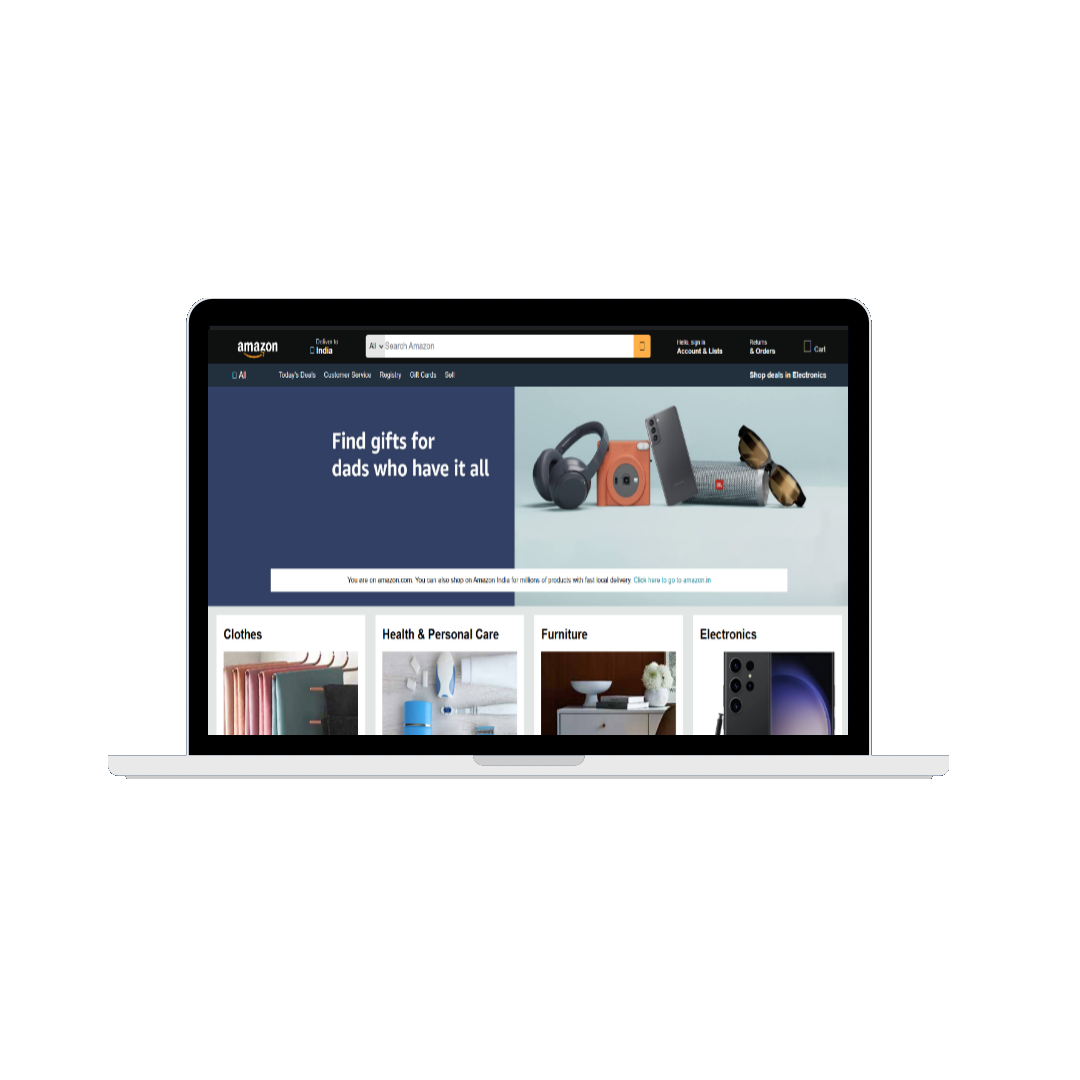 amazon
Deliver to
India
All
Search Amazon
Hello, sign in
Account & Lists
Returns
& Orders
Cart
All
Today's Deals
Customer Service
Registry
Gift Cards
Sell
Shop deals in Electronics
Find gifts for
dads who have it all
JBL
You are on amazon.com. You can also shop on Amazon India for millions of products with fast local delivery. Click here to go to amazon.in
Clothes
Health & Personal Care
Furniture
Electronics